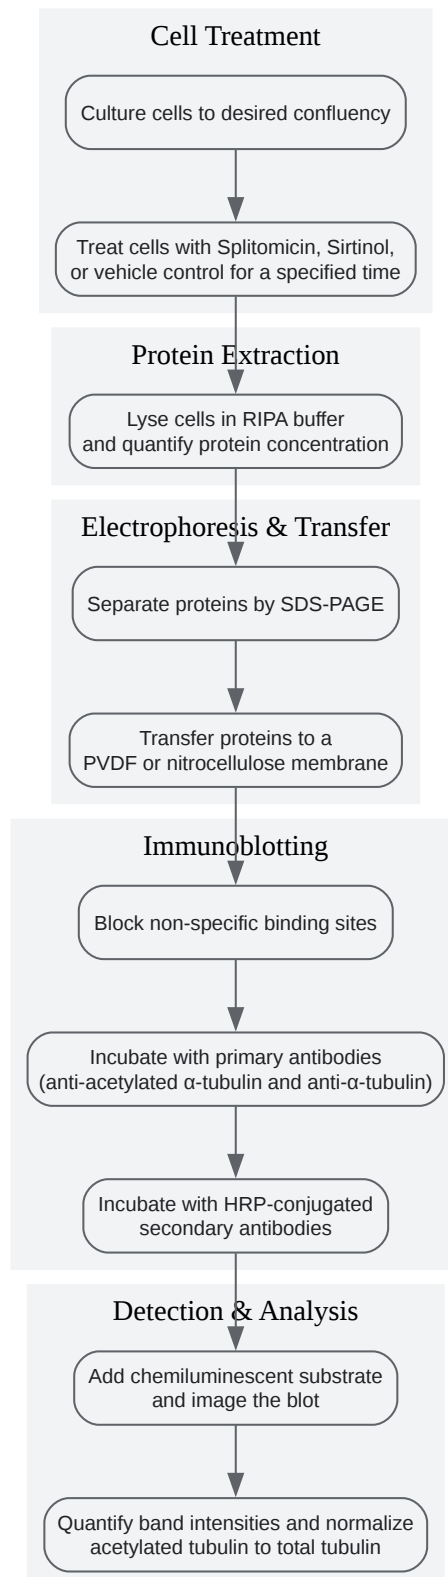 Cell Treatment
Culture cells to desired confluency
Treat cells with Splitomicin, Sirtinol,
or vehicle control for a specified time
Protein Extraction
Lyse cells in RIPA buffer
and quantify protein concentration
Electrophoresis & Transfer
Separate proteins by SDS-PAGE
Transfer proteins to a
PVDF or nitrocellulose membrane
Immunoblotting
Block non-specific binding sites
Incubate with primary antibodies
(anti-acetylated α-tubulin and anti-α-tubulin)
Incubate with HRP-conjugated
secondary antibodies
Detection & Analysis
Add chemiluminescent substrate
and image the blot
Quantify band intensities and normalize
acetylated tubulin to total tubulin